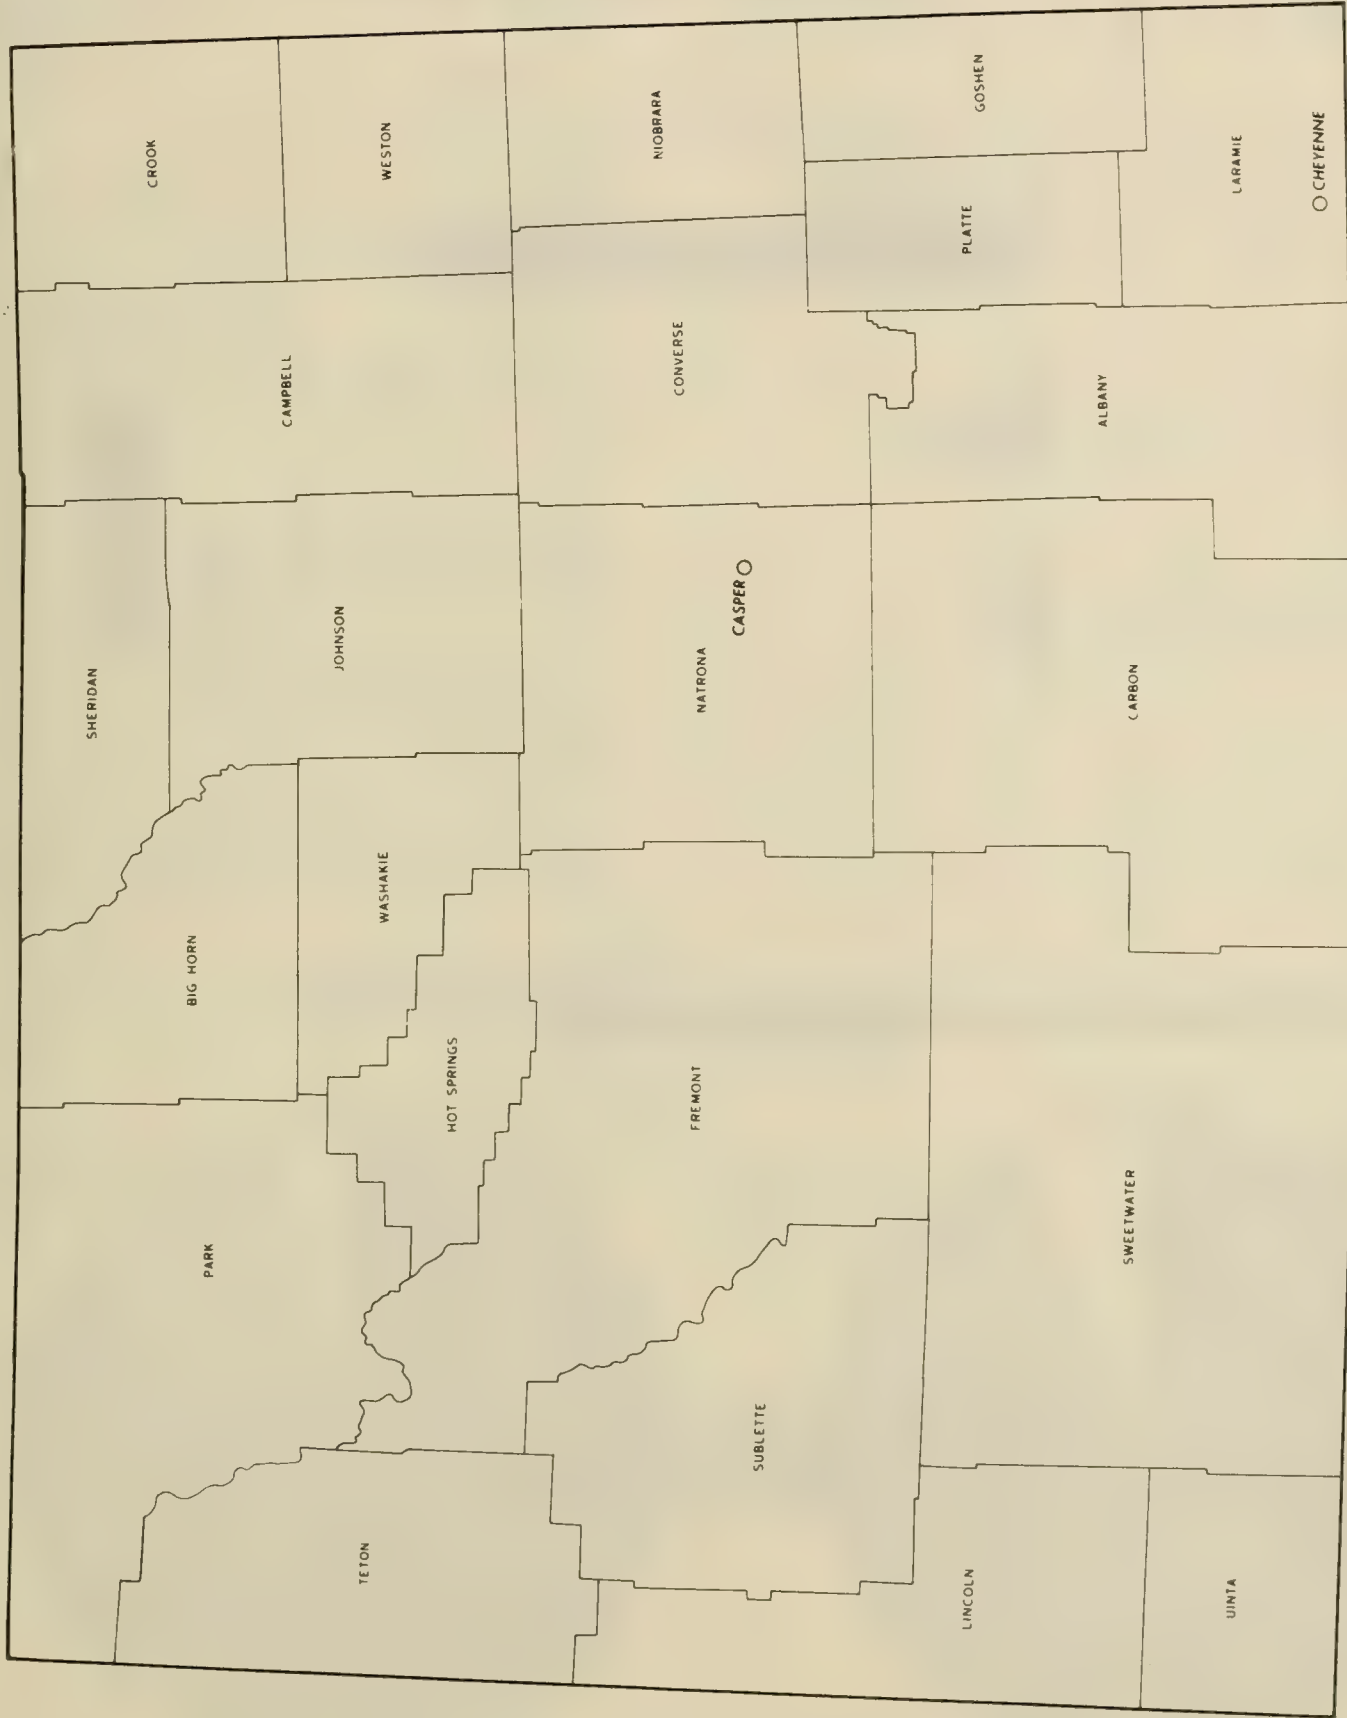 PARK
BIG HORN
SHERIDAN
CROOK
TETON
HOT SPRINGS
WASHAKIE
JOHNSON
CAMPBELL
WESTON
FREMONT
NATRONA
CASPER
CONVERSE
NIOBRARA
SUBLETTE
LINCOLN
PLATTE
GOSHEN
UINTA
SWEETWATER
CARBON
ALBANY
LARAMIE
CHEYENNE